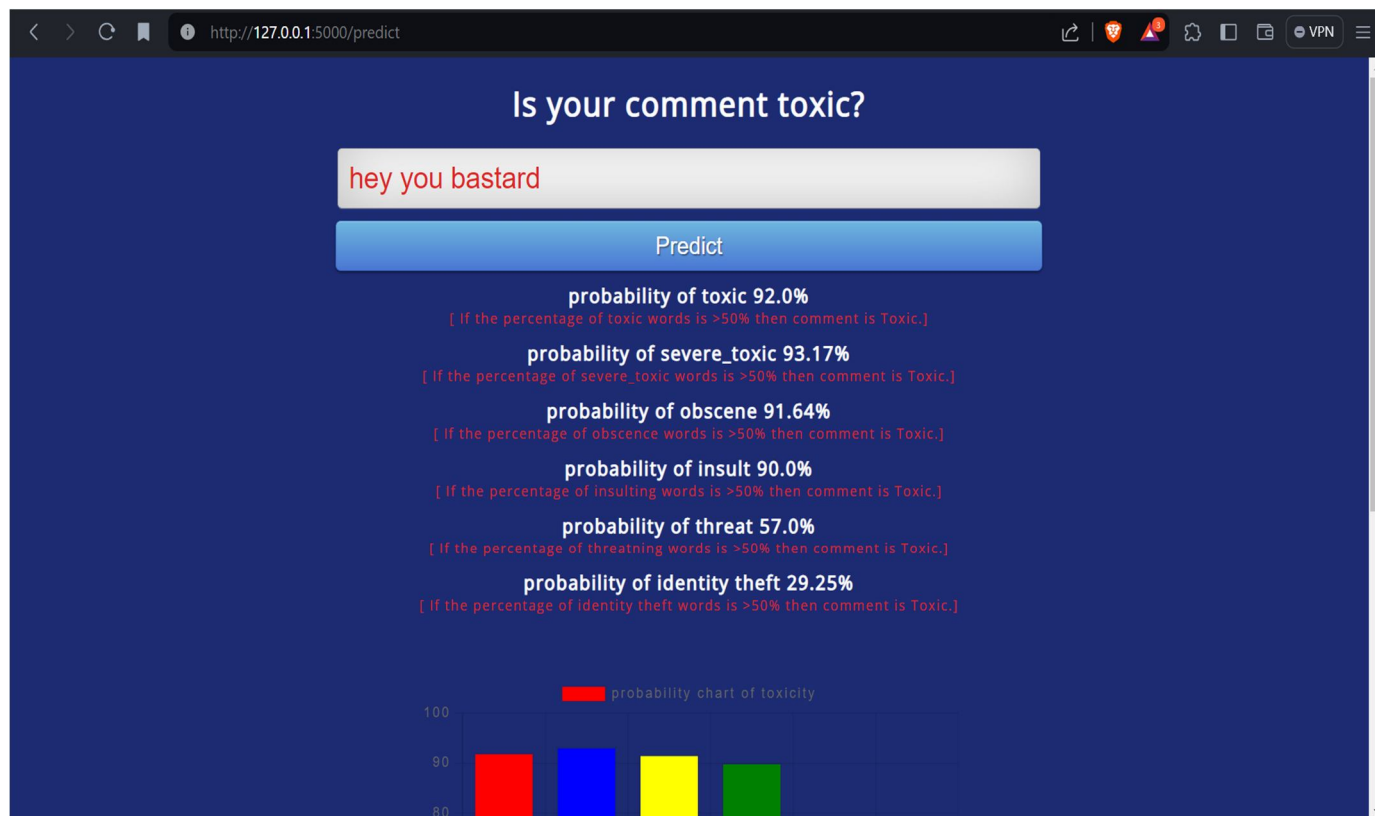 http://127.0.0.1:5000/predict
3
VPN
Is your comment toxic?
hey you bastard
Predict
probability of toxic 92.0%
[ If the percentage of toxic words is >50% then comment is Toxic.]
probability of severe_toxic 93.17%
[ If the percentage of severe_toxic words is >50% then comment is Toxic.]
probability of obscene 91.64%
[ If the percentage of obscence words is >50% then comment is Toxic.]
probability of insult 90.0%
[ If the percentage of insulting words is >50% then comment is Toxic.]
probability of threat 57.0%
[ If the percentage of threatning words is >50% then comment is Toxic.]
probability of identity theft 29.25%
[ If the percentage of identity theft words is >50% then comment is Toxic.]
probability chart of toxicity
100
90
80